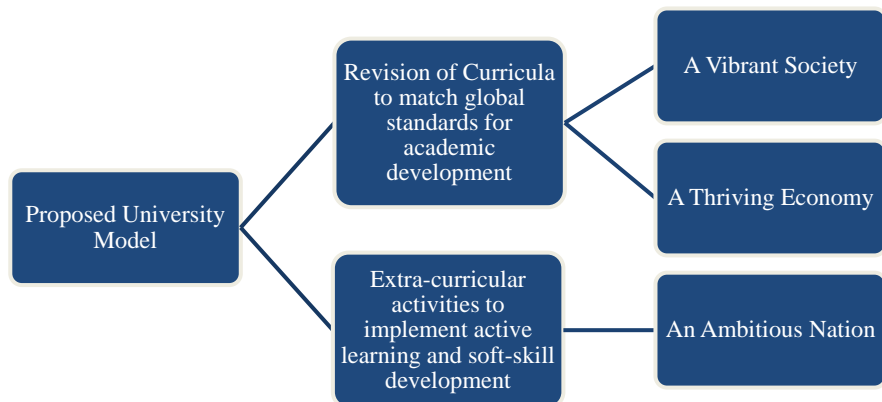 Proposed University
Model
Revision of Curricula
to match global
standards for
academic
development
Extra-curricular
activities to
implement active
learning and soft-skill
development
A Vibrant Society
A Thriving Economy
An Ambitious Nation